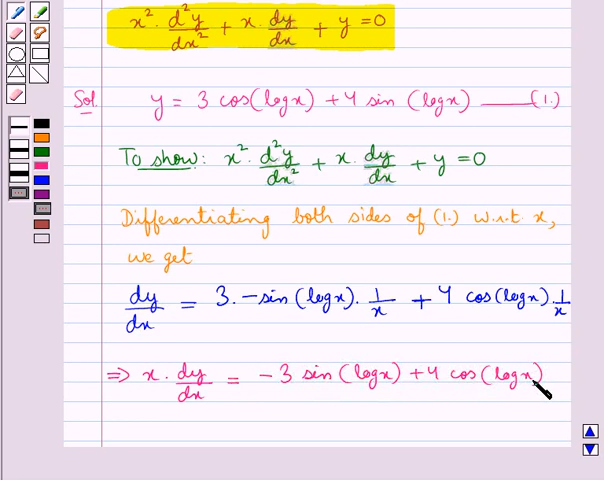 x² · d²y/dx² + x · dy/dx + y = 0
Sol. y = 3 cos(log x) + 4 sin (log x) —— (1.)
To show: x² · d²y/dx² + x · dy/dx + y = 0
Differentiating both sides of (1.) w.r.t. x,
we get
dy/dx = 3 · - sin (log x) · 1/x + 4 cos(log x) · 1/x
⇒ x · dy/dx = - 3 sin (log x) + 4 cos (log x)